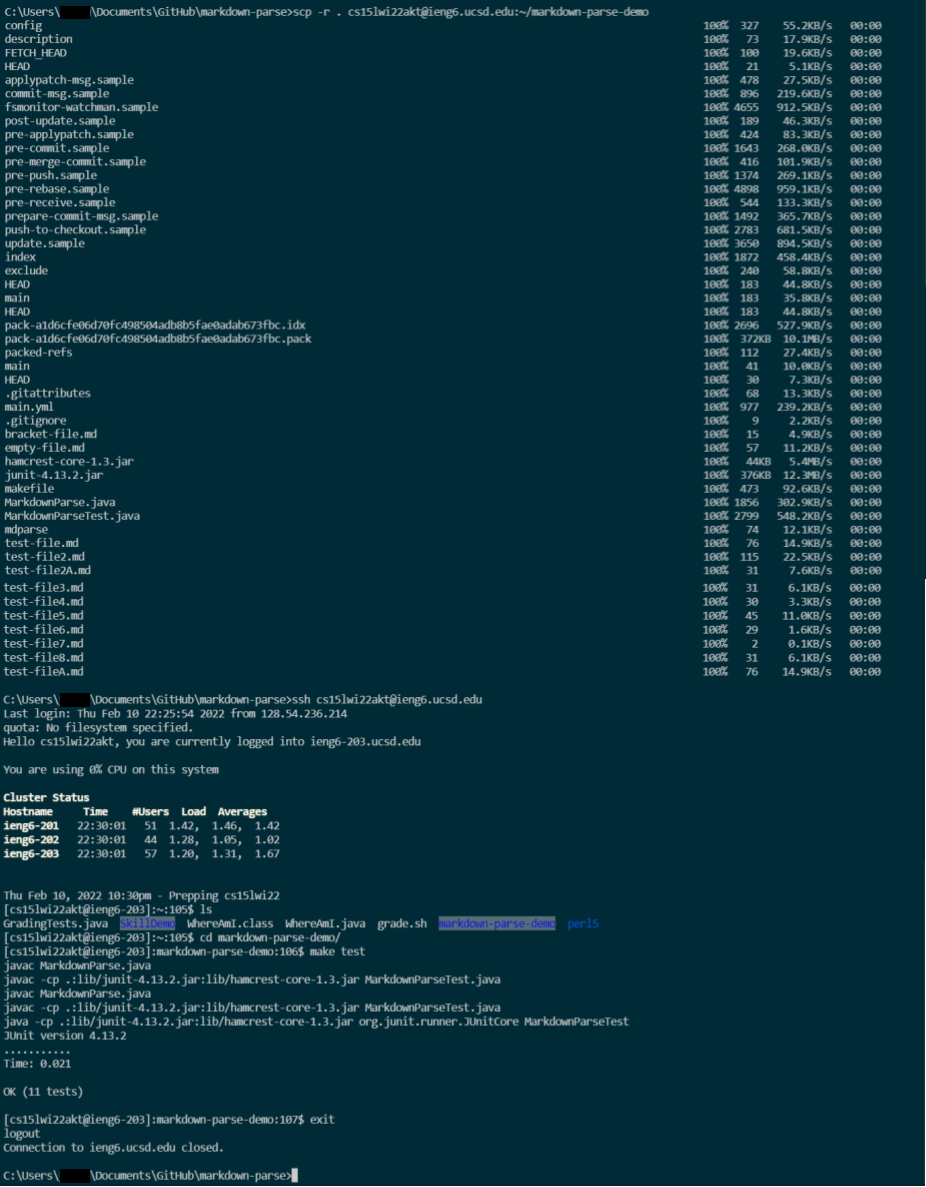 C:\Users\ \Documents\GitHub\markdown-parse>scp -r . cs15lwi22akt@ieng6.ucsd.edu:~/markdown-parse-demo
config 100% 327 55.2KB/s 00:00
description 100% 73 17.9KB/s 00:00
FETCH_HEAD 100% 100 19.6KB/s 00:00
HEAD 100% 21 5.1KB/s 00:00
applypatch-msg.sample 100% 478 27.5KB/s 00:00
commit-msg.sample 100% 896 219.6KB/s 00:00
fsmonitor-watchman.sample 100% 4655 912.5KB/s 00:00
post-update.sample 100% 189 46.3KB/s 00:00
pre-applypatch.sample 100% 424 83.3KB/s 00:00
pre-commit.sample 100% 1643 268.0KB/s 00:00
pre-merge-commit.sample 100% 416 101.9KB/s 00:00
pre-push.sample 100% 1374 269.1KB/s 00:00
pre-rebase.sample 100% 4898 959.1KB/s 00:00
pre-receive.sample 100% 544 133.3KB/s 00:00
prepare-commit-msg.sample 100% 1492 365.7KB/s 00:00
push-to-checkout.sample 100% 2783 681.5KB/s 00:00
update.sample 100% 3650 894.5KB/s 00:00
index 100% 1872 458.4KB/s 00:00
exclude 100% 240 58.8KB/s 00:00
HEAD 100% 183 44.8KB/s 00:00
main 100% 183 35.8KB/s 00:00
HEAD 100% 183 44.8KB/s 00:00
pack-a1d6cfe06d70fc498504adb8b5fae0adab673fbc.idx 100% 2696 527.9KB/s 00:00
pack-a1d6cfe06d70fc498504adb8b5fae0adab673fbc.pack 100% 372KB 10.1MB/s 00:00
packed-refs 100% 112 27.4KB/s 00:00
main 100% 41 10.0KB/s 00:00
HEAD 100% 30 7.3KB/s 00:00
.gitattributes 100% 68 13.3KB/s 00:00
main.yml 100% 977 239.2KB/s 00:00
.gitignore 100% 9 2.2KB/s 00:00
bracket-file.md 100% 15 4.9KB/s 00:00
empty-file.md 100% 57 11.2KB/s 00:00
hamcrest-core-1.3.jar 100% 44KB 5.4MB/s 00:00
junit-4.13.2.jar 100% 376KB 12.3MB/s 00:00
makefile 100% 473 92.6KB/s 00:00
MarkdownParse.java 100% 1856 302.9KB/s 00:00
MarkdownParseTest.java 100% 2799 548.2KB/s 00:00
mdparse 100% 74 12.1KB/s 00:00
test-file.md 100% 76 14.9KB/s 00:00
test-file2.md 100% 115 22.5KB/s 00:00
test-file2A.md 100% 31 7.6KB/s 00:00
test-file3.md 100% 31 6.1KB/s 00:00
test-file4.md 100% 30 3.3KB/s 00:00
test-file5.md 100% 45 11.0KB/s 00:00
test-file6.md 100% 29 1.6KB/s 00:00
test-file7.md 100% 2 0.1KB/s 00:00
test-file8.md 100% 31 6.1KB/s 00:00
test-fileA.md 100% 76 14.9KB/s 00:00
C:\Users\ \Documents\GitHub\markdown-parse>ssh cs15lwi22akt@ieng6.ucsd.edu
Last login: Thu Feb 10 22:25:54 2022 from 128.54.236.214
quota: No filesystem specified.
Hello cs15lwi22akt, you are currently logged into ieng6-203.ucsd.edu
You are using 0% CPU on this system
Cluster Status
Hostname Time #Users Load Averages
ieng6-201 22:30:01 51 1.42, 1.46, 1.42
ieng6-202 22:30:01 44 1.28, 1.05, 1.02
ieng6-203 22:30:01 57 1.20, 1.31, 1.67
Thu Feb 10, 2022 10:30pm - Prepping cs15lwi22
[cs15lwi22akt@ieng6-203]:~:105$ ls
GradingTests.java SkillDemo WhereAmI.class WhereAmI.java grade.sh markdown-parse-demo perl5
[cs15lwi22akt@ieng6-203]:~:105$ cd markdown-parse-demo/
[cs15lwi22akt@ieng6-203]:markdown-parse-demo:106$ make test
javac MarkdownParse.java
javac -cp .:lib/junit-4.13.2.jar:lib/hamcrest-core-1.3.jar MarkdownParseTest.java
javac MarkdownParse.java
javac -cp .:lib/junit-4.13.2.jar:lib/hamcrest-core-1.3.jar MarkdownParseTest.java
java -cp .:lib/junit-4.13.2.jar:lib/hamcrest-core-1.3.jar org.junit.runner.JUnitCore MarkdownParseTest
JUnit version 4.13.2
...........
Time: 0.021
OK (11 tests)
[cs15lwi22akt@ieng6-203]:markdown-parse-demo:107$ exit
logout
Connection to ieng6.ucsd.edu closed.
C:\Users\ \Documents\GitHub\markdown-parse>